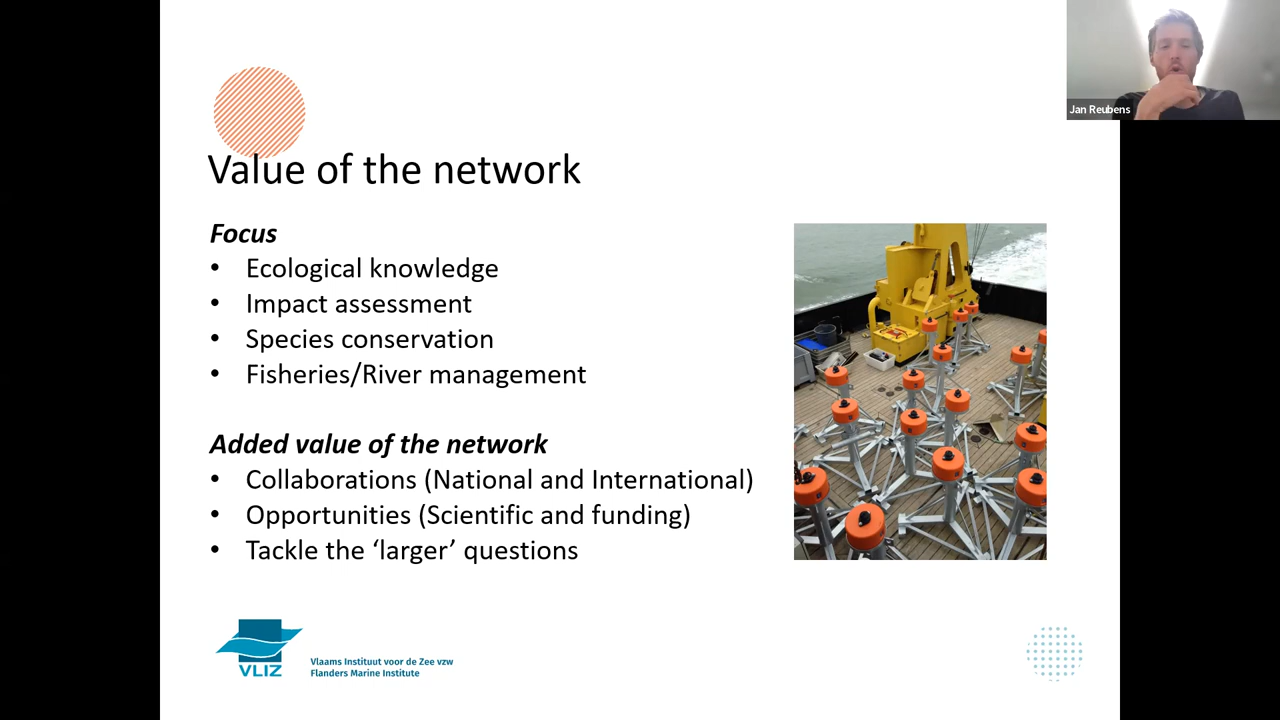 Jan Reubens
Value of the network
Focus
• Ecological knowledge
• Impact assessment
• Species conservation
• Fisheries/River management
Added value of the network
• Collaborations (National and International)
• Opportunities (Scientific and funding)
• Tackle the ‘larger’ questions
VLIZ
Vlaams Instituut voor de Zee vzw
Flanders Marine Institute